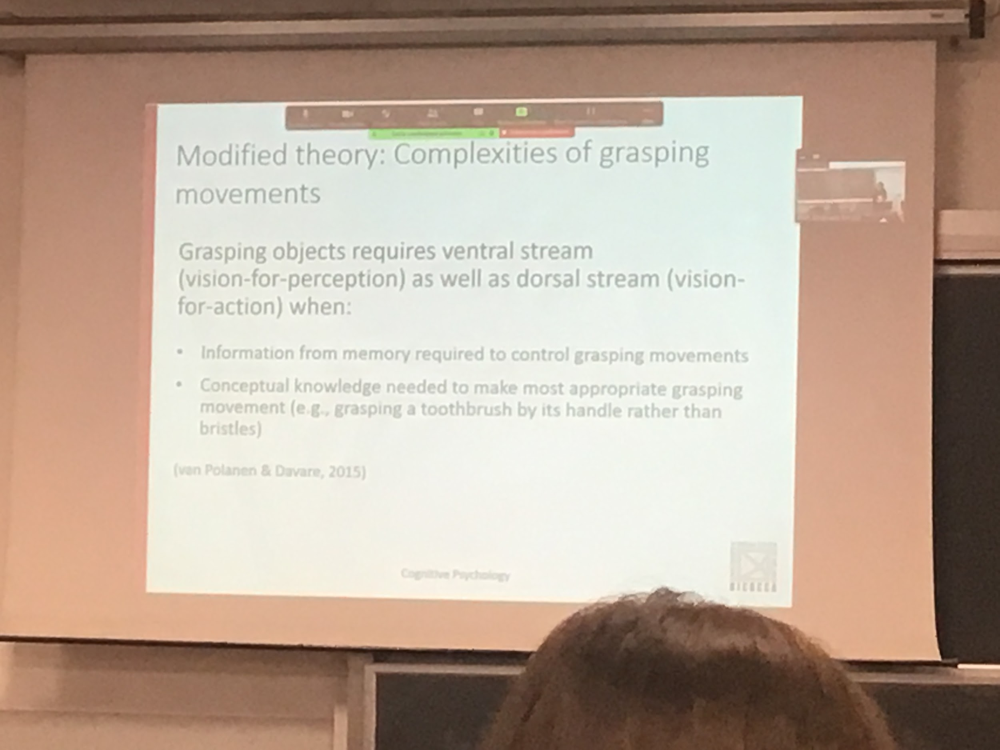 Modified theory: Complexities of grasping
movements
Grasping objects requires ventral stream
(vision-for-perception) as well as dorsal stream (vision-
for-action) when:
• Information from memory required to control grasping movements
• Conceptual knowledge needed to make most appropriate grasping
movement (e.g., grasping a toothbrush by its handle rather than
bristles)
(van Polanen & Davare, 2015)
Cognitive Psychology
BICOCCA